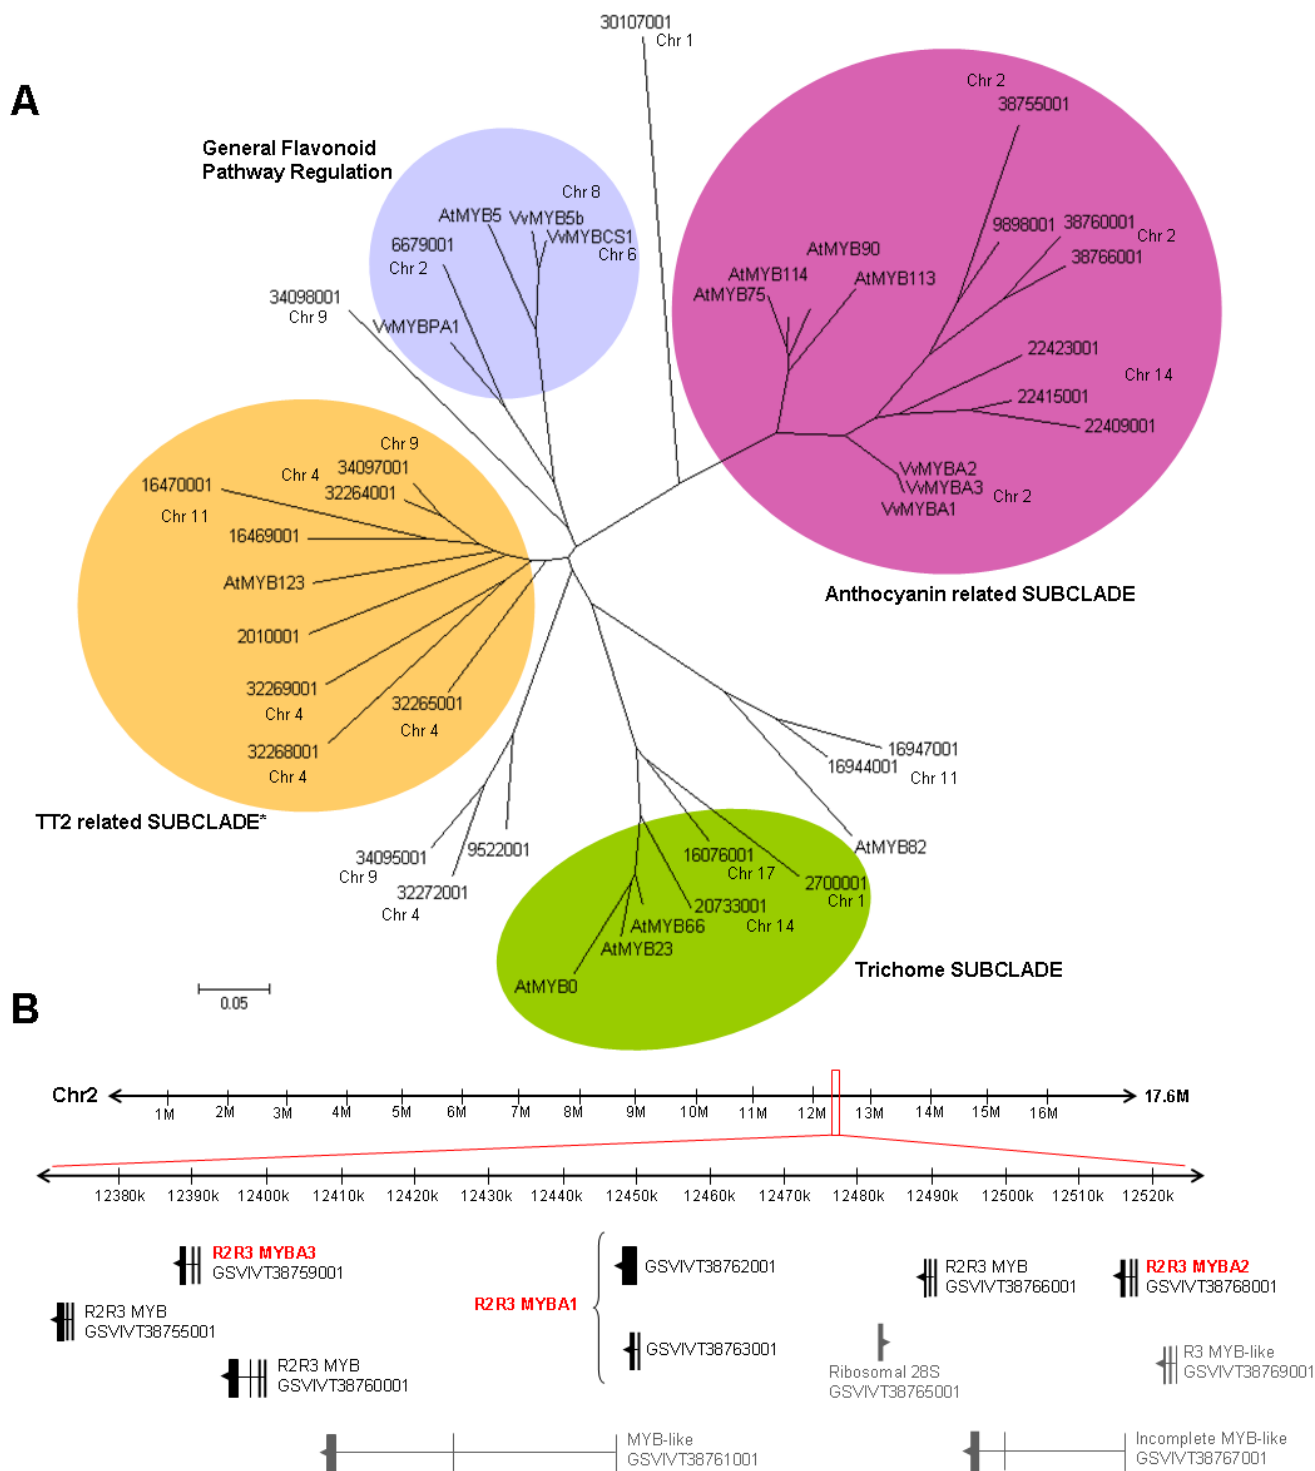 A
30107001
Chr 1
General Flavonoid
Pathway Regulation
Chr 2
38755001
Chr 8
AtMYB5
VvMYB5b
VvMYBCS1
Chr 6
6679001
Chr 2
34098001
Chr 9
VvMYBPA1
9898001
38760001
Chr 2
38766001
AtMYB90
AtMYB114
AtMYB113
AtMYB75
22423001
Chr 14
22415001
22409001
VvMYBA2
VvMYBA3
VvMYBA1
Chr 2
Anthocyanin related SUBCLADE
Chr 9
34097001
Chr 4
32264001
16470001
Chr 11
16469001
AtMYB123
2010001
32269001
Chr 4
32265001
Chr 4
32268001
Chr 4
TT2 related SUBCLADE*
34095001
Chr 9
32272001
Chr 4
9522001
16947001
16944001
Chr 11
AtMYB82
16076001
Chr 17
2700001
Chr 1
20733001
Chr 14
AtMYB66
AtMYB23
AtMYB0
Trichome SUBCLADE
0.05
B
Chr2
1M 2M 3M 4M 5M 6M 7M 8M 9M 10M 11M 12M 13M 14M 15M 16M
17.6M
12380k 12390k 12400k 12410k 12420k 12430k 12440k 12450k 12460k 12470k 12480k 12490k 12500k 12510k 12520k
R2R3 MYBA3
GSVIVT38759001
R2R3 MYB
GSVIVT38755001
R2R3 MYB
GSVIVT38760001
R2R3 MYBA1
GSVIVT38762001
GSVIVT38763001
R2R3 MYB
GSVIVT38766001
R2R3 MYBA2
GSVIVT38768001
Ribosomal 28S
GSVIVT38765001
R3 MYB-like
GSVIVT38769001
MYB-like
GSVIVT38761001
Incomplete MYB-like
GSVIVT38767001